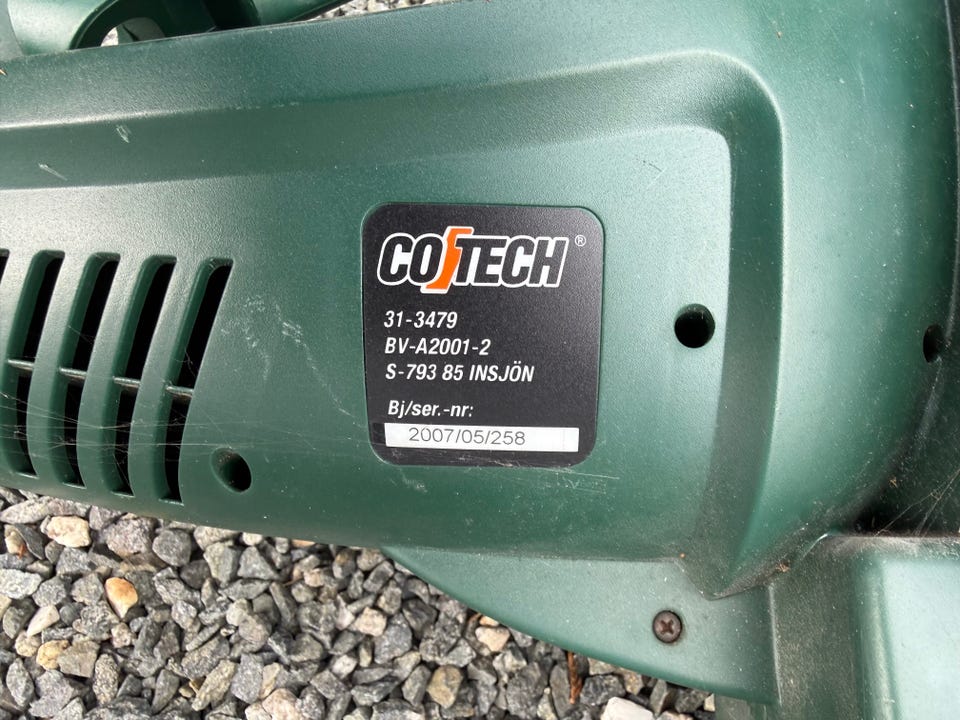 COTECH®
31-3479
BV-A2001-2
S-793 85 INSJÖN
Bj/ser.-nr:
2007/05/258